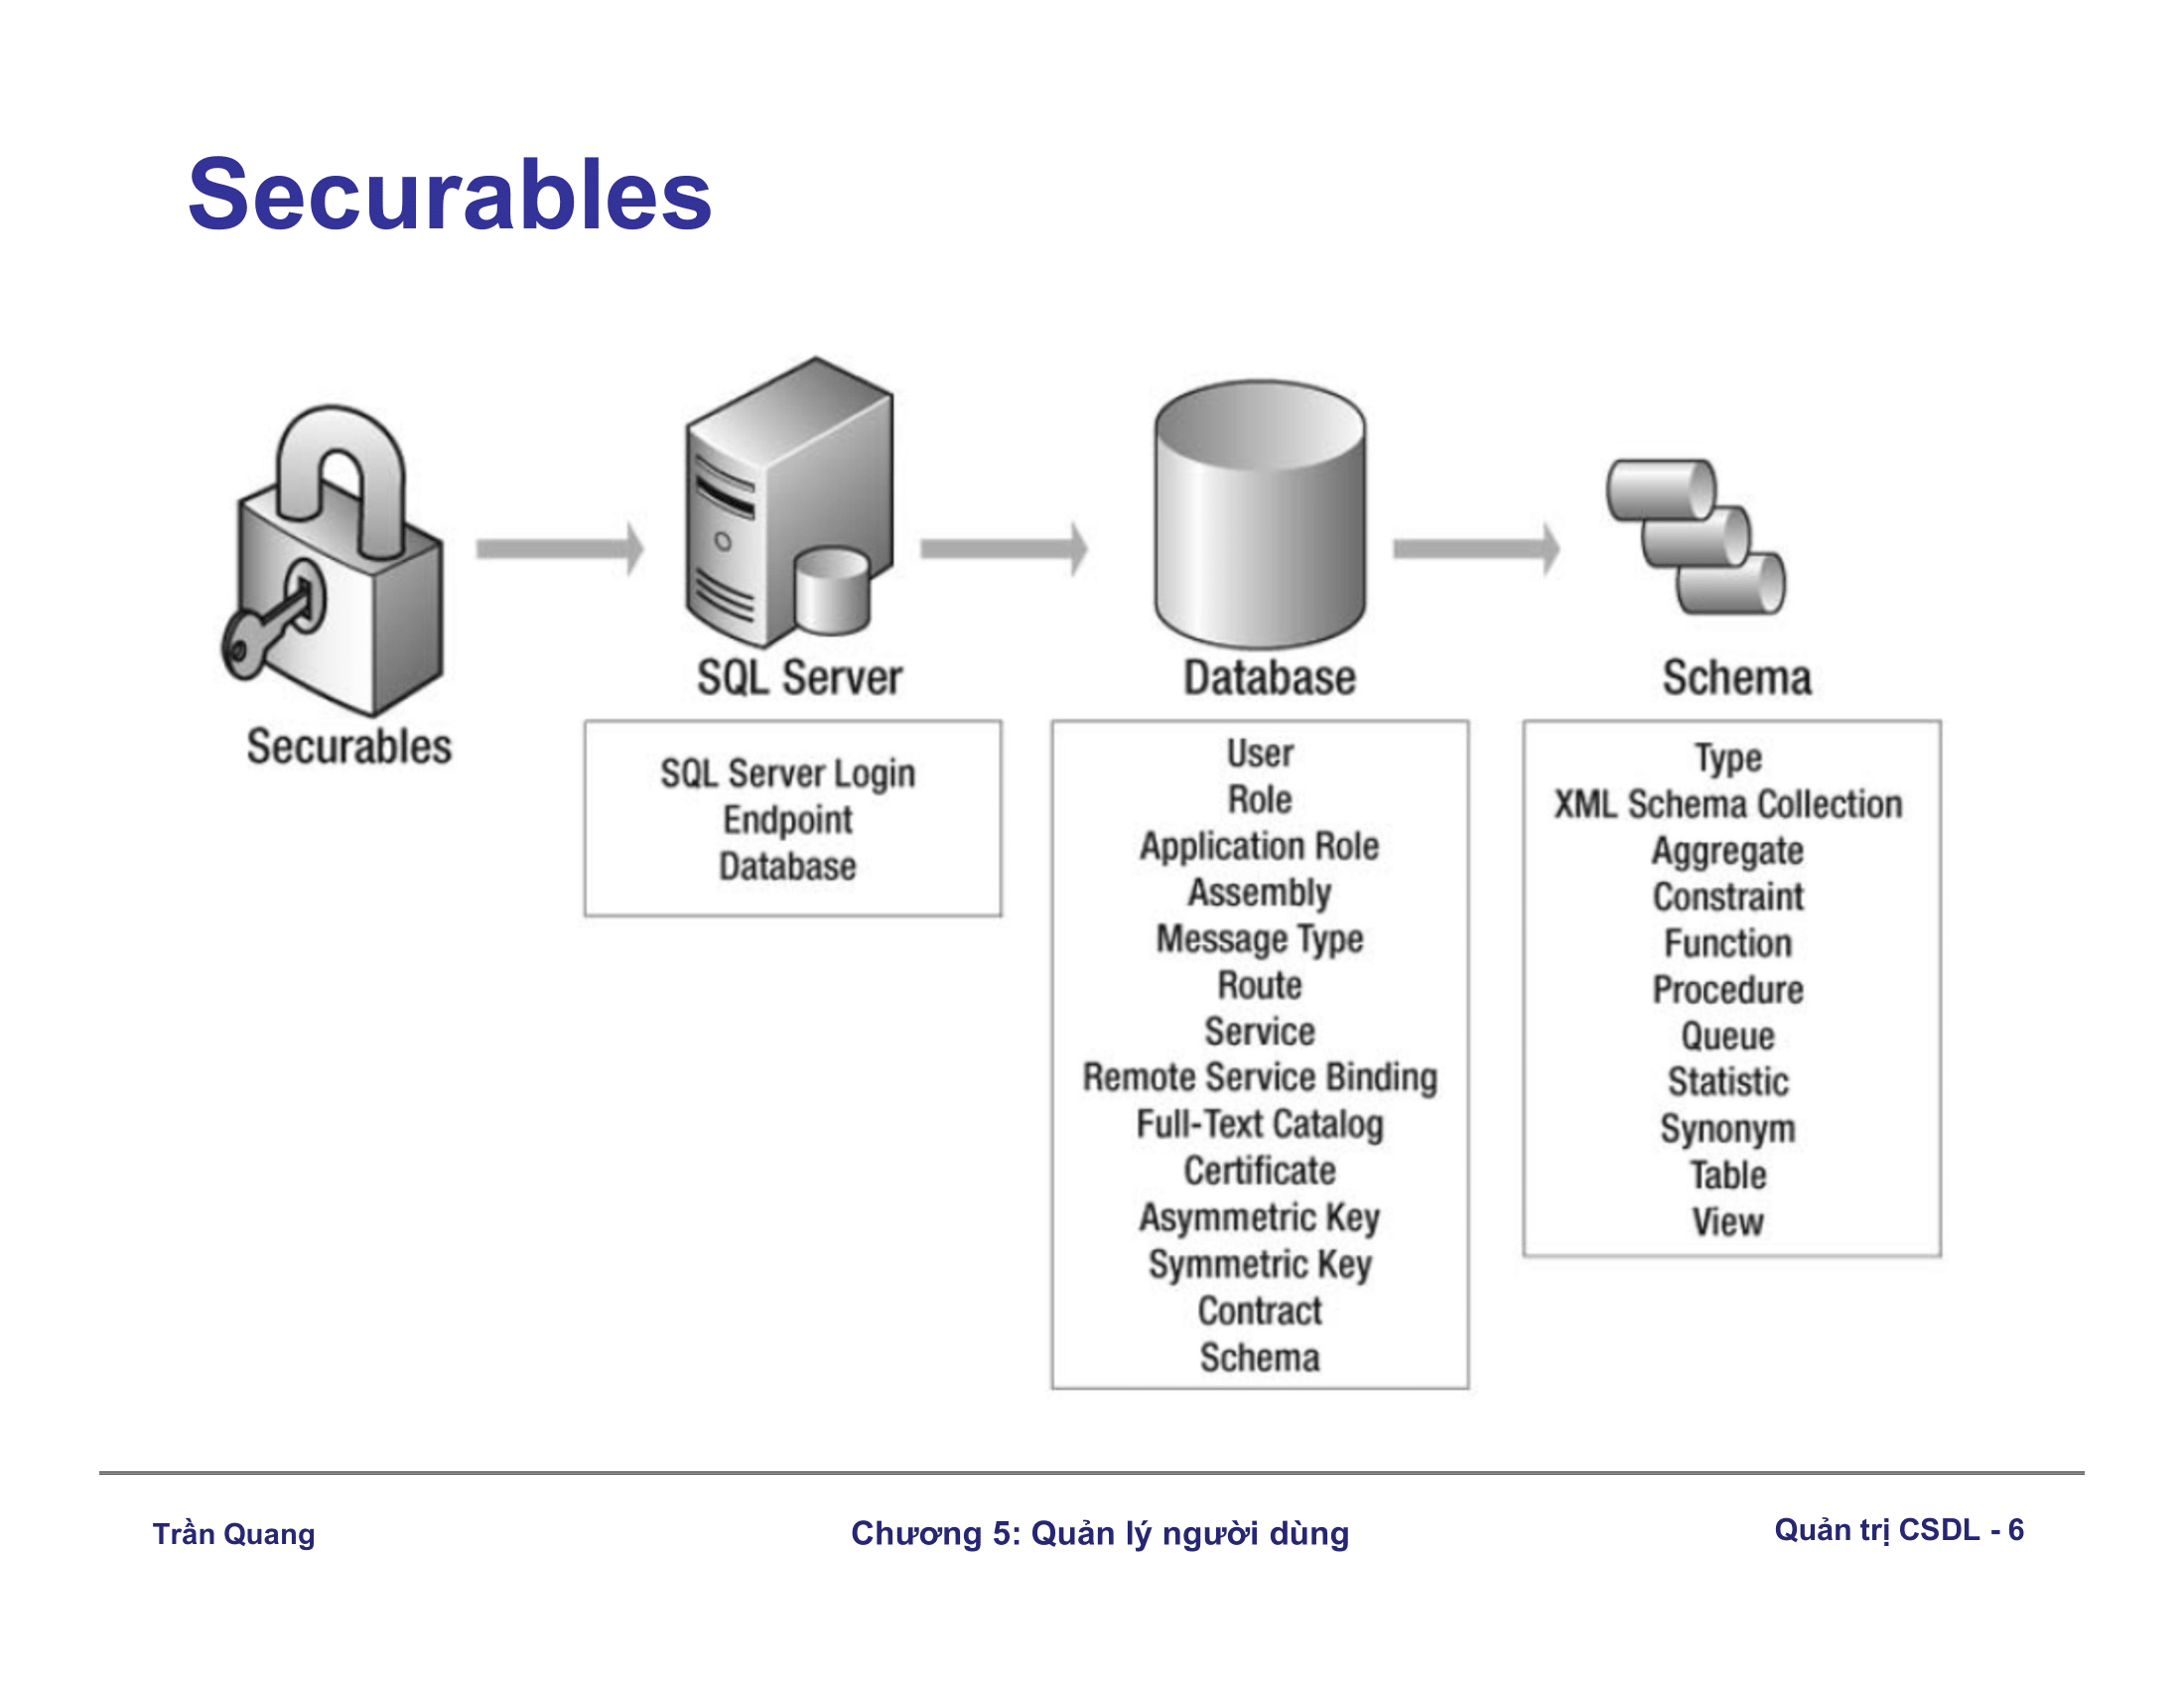 Securables
Securables
SQL Server
SQL Server Login
Endpoint
Database
Database
User
Role
Application Role
Assembly
Message Type
Route
Service
Remote Service Binding
Full-Text Catalog
Certificate
Asymmetric Key
Symmetric Key
Contract
Schema
Schema
Type
XML Schema Collection
Aggregate
Constraint
Function
Procedure
Queue
Statistic
Synonym
Table
View
Trần Quang
Chương 5: Quản lý người dùng
Quản trị CSDL - 6